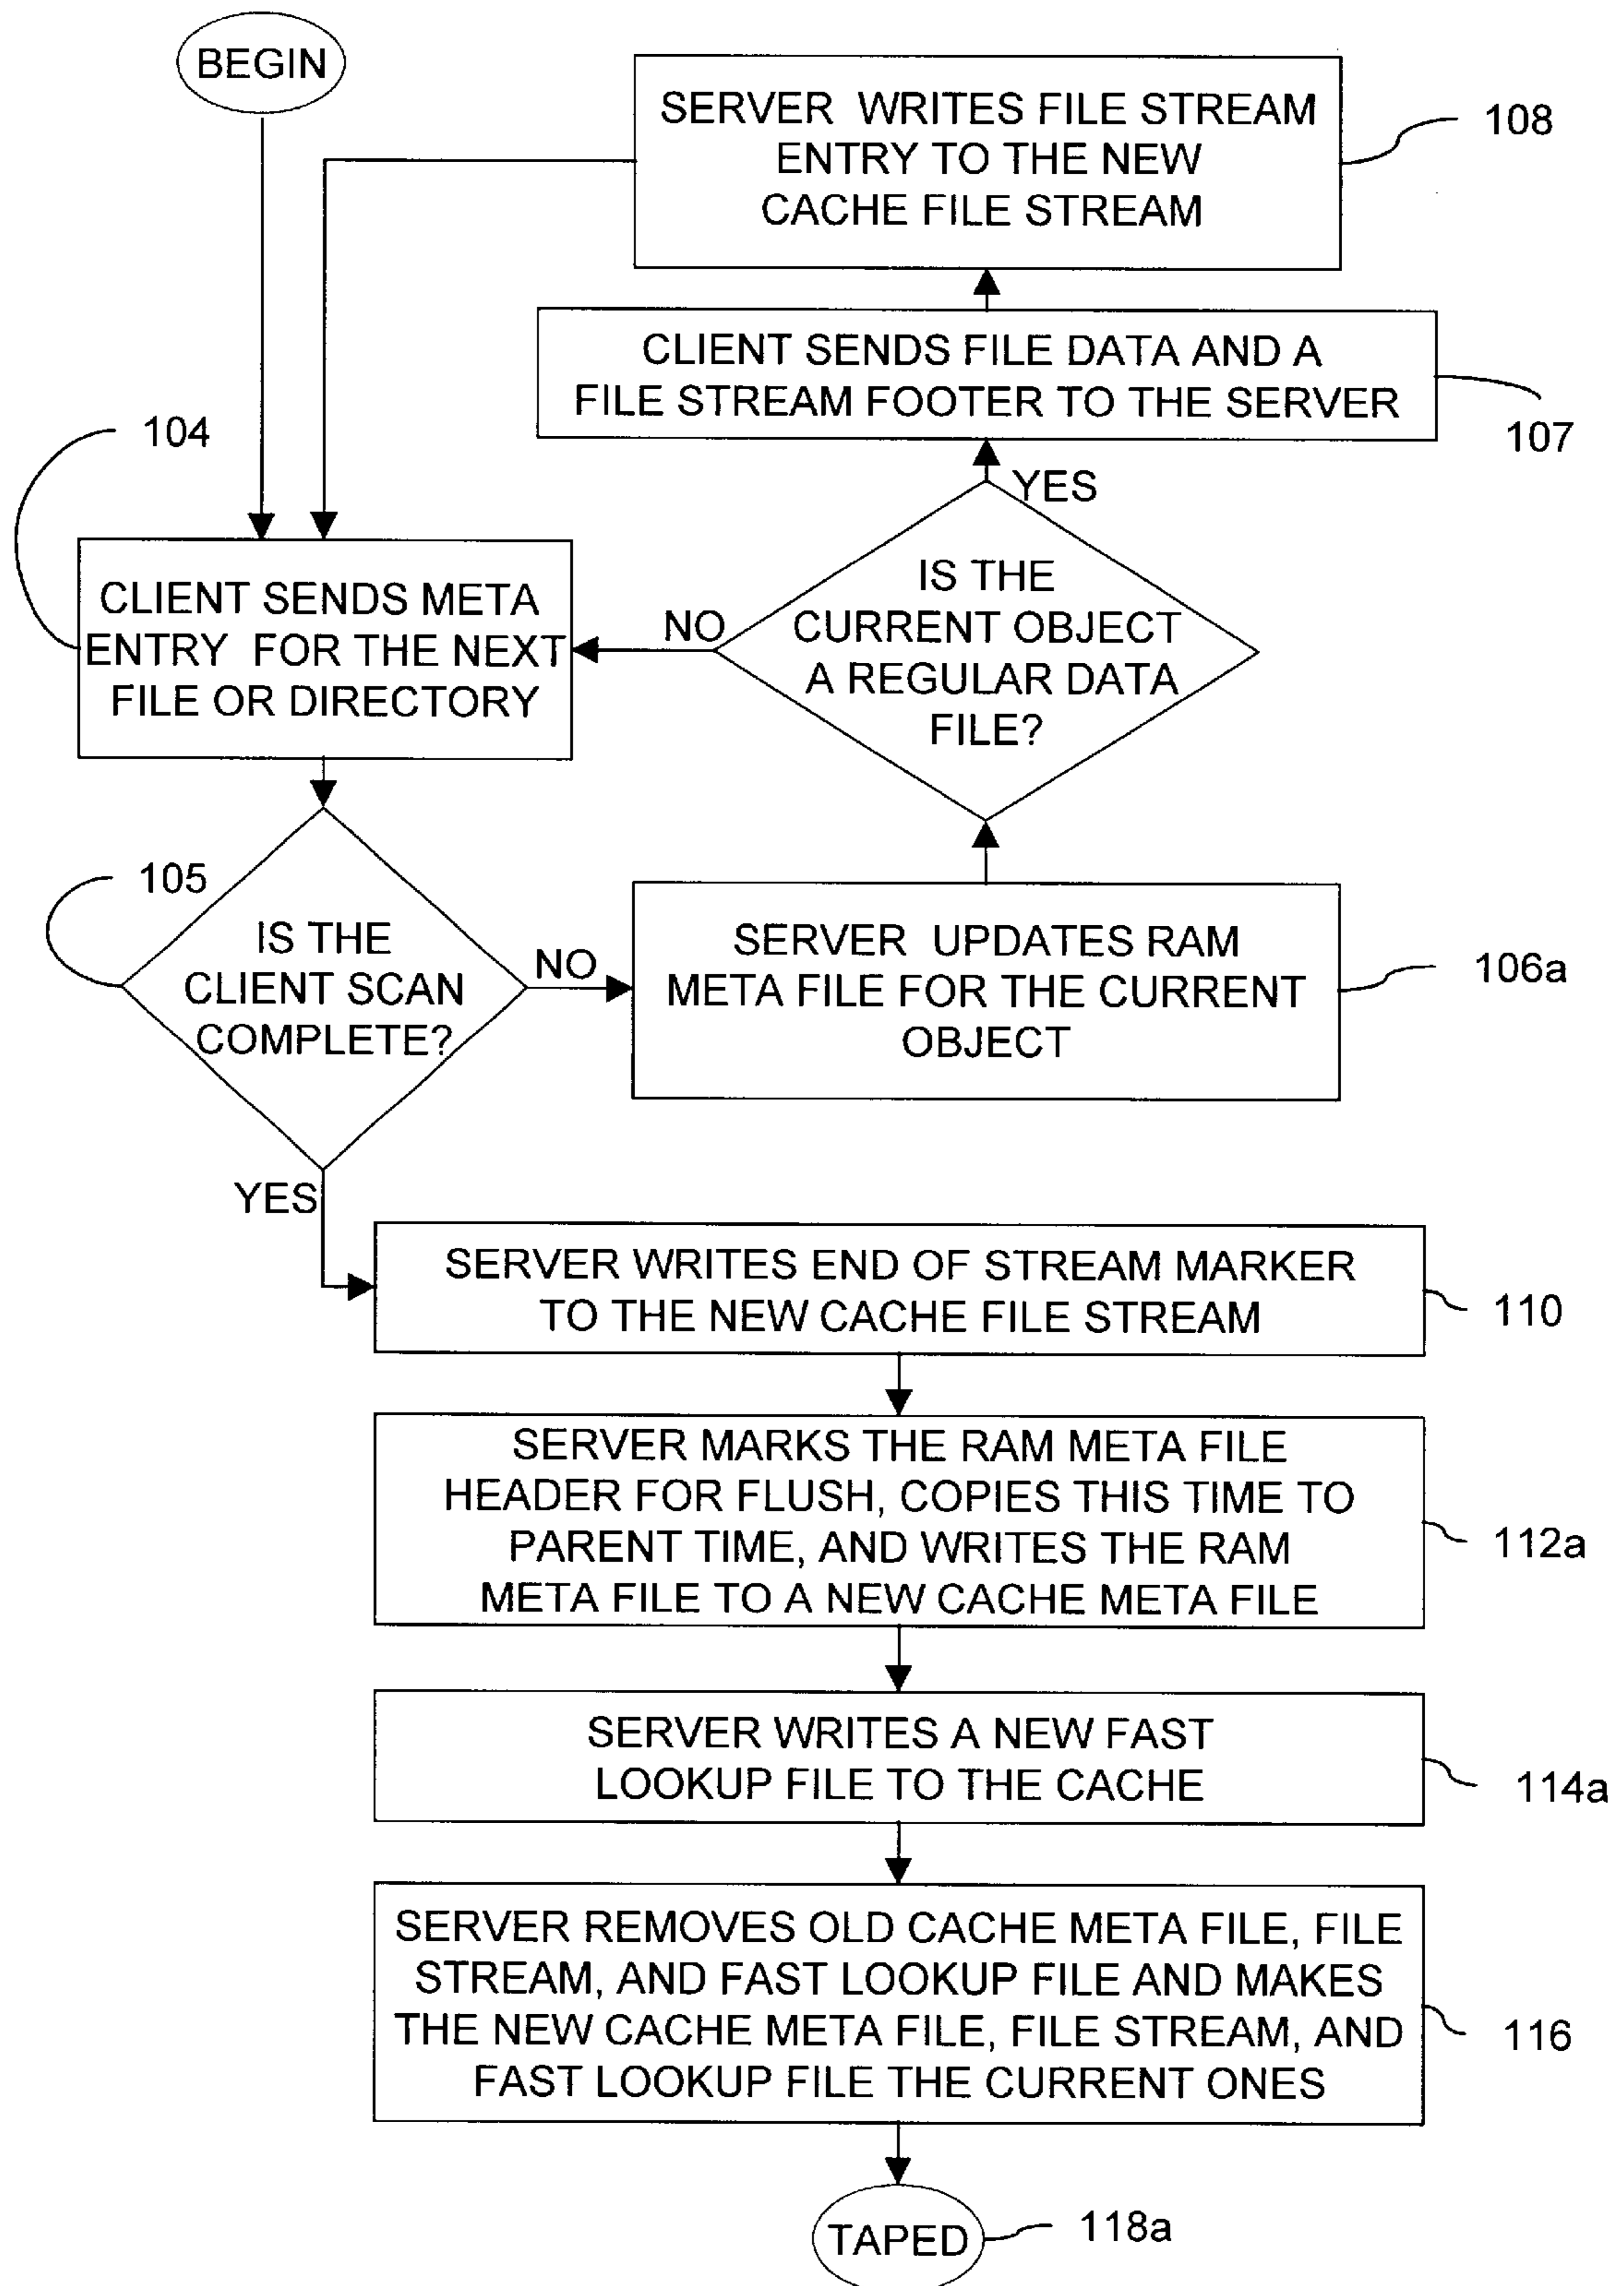 BEGIN
SERVER WRITES FILE STREAM
ENTRY TO THE NEW
CACHE FILE STREAM
108
CLIENT SENDS FILE DATA AND A
FILE STREAM FOOTER TO THE SERVER
107
104
YES
IS THE
CURRENT OBJECT
A REGULAR DATA
FILE?
NO
CLIENT SENDS META
ENTRY FOR THE NEXT
FILE OR DIRECTORY
105
IS THE
CLIENT SCAN
COMPLETE?
NO
SERVER UPDATES RAM
META FILE FOR THE CURRENT
OBJECT
106a
YES
SERVER WRITES END OF STREAM MARKER
TO THE NEW CACHE FILE STREAM
110
SERVER MARKS THE RAM META FILE
HEADER FOR FLUSH, COPIES THIS TIME TO
PARENT TIME, AND WRITES THE RAM
META FILE TO A NEW CACHE META FILE
112a
SERVER WRITES A NEW FAST
LOOKUP FILE TO THE CACHE
114a
SERVER REMOVES OLD CACHE META FILE, FILE
STREAM, AND FAST LOOKUP FILE AND MAKES
THE NEW CACHE META FILE, FILE STREAM, AND
FAST LOOKUP FILE THE CURRENT ONES
116
TAPED
118a